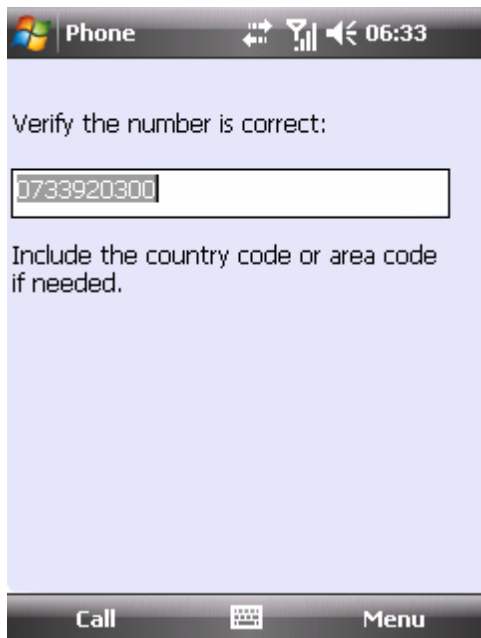 Phone 06:33
Verify the number is correct:
0733920300
Include the country code or area code
if needed.
Call Menu